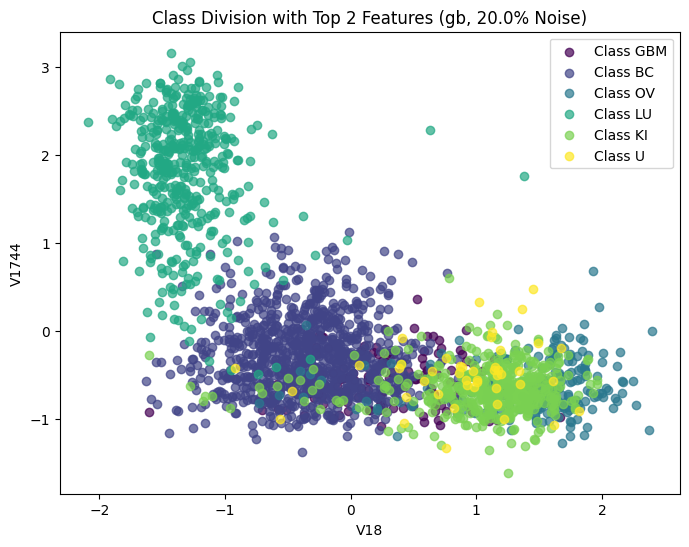 Class Division with Top 2 Features (gb, 20.0% Noise)
Class GBM
Class BC
Class OV
Class LU
Class KI
Class U
3
2
1
0
−1
V1744
−2
−1
0
1
2
V18